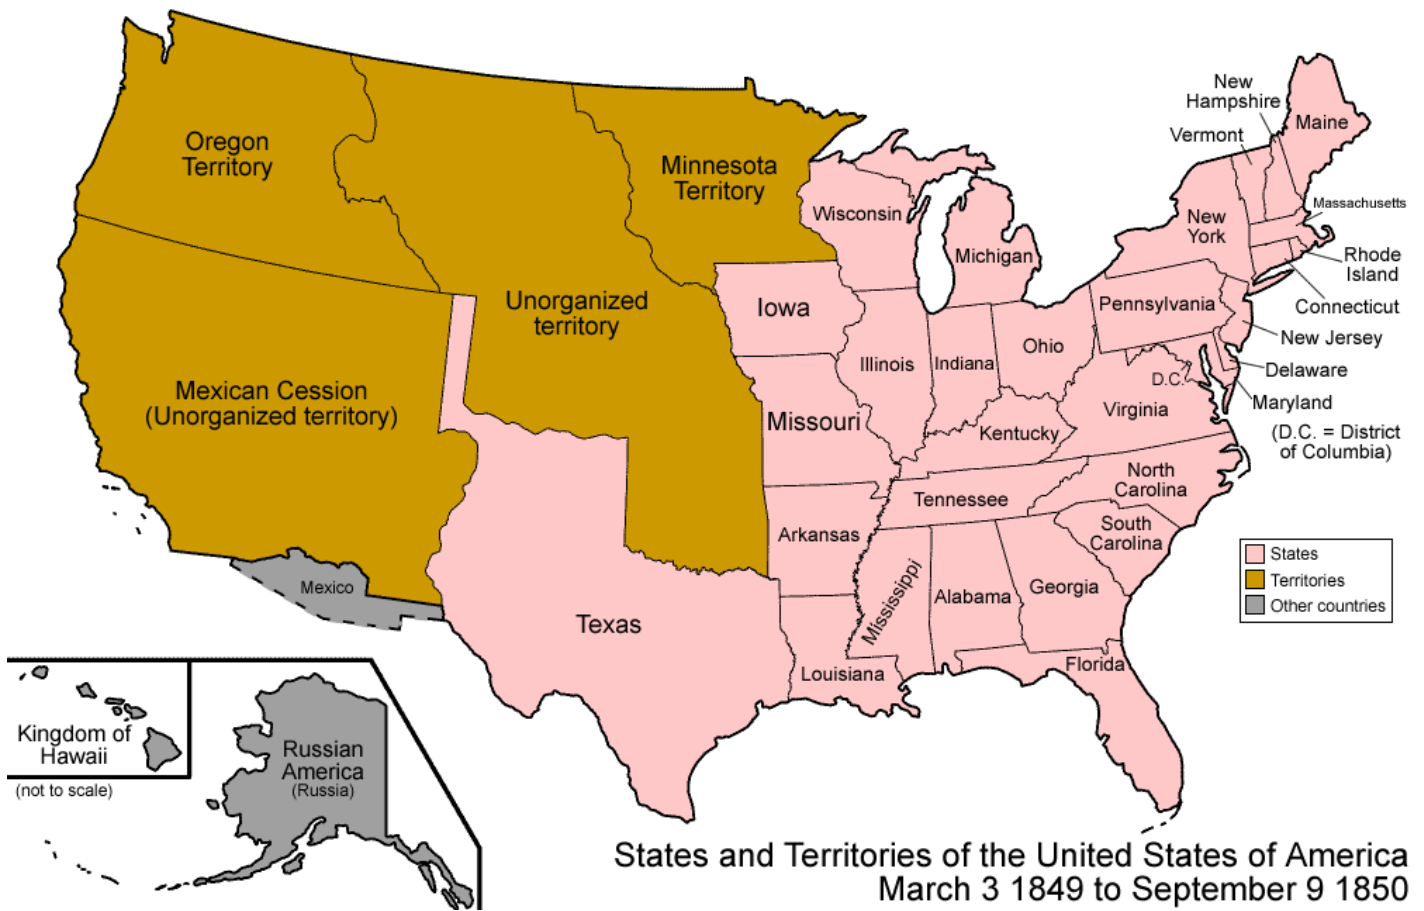 Oregon
Territory
Minnesota
Territory
Unorganized
territory
Mexican Cession
(Unorganized territory)
Mexico
Texas
Iowa
Missouri
Arkansas
Louisiana
Wisconsin
Michigan
Illinois
Indiana
Ohio
Kentucky
Tennessee
Mississippi
Alabama
Georgia
Florida
South
Carolina
North
Carolina
Virginia
D.C.
Pennsylvania
New
York
Vermont
New
Hampshire
Maine
Massachusetts
Rhode
Island
Connecticut
New Jersey
Delaware
Maryland
(D.C. = District
of Columbia)
States
Territories
Other countries
Kingdom of
Hawaii
(not to scale)
Russian
America
(Russia)
States and Territories of the United States of America
March 3 1849 to September 9 1850